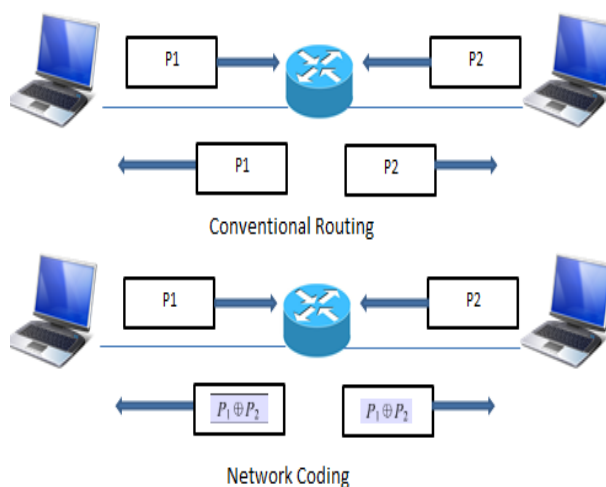 P1 P2
P1 P2
Conventional Routing
P1 P2
P₁ ⊕ P₂ P₁ ⊕ P₂
Network Coding